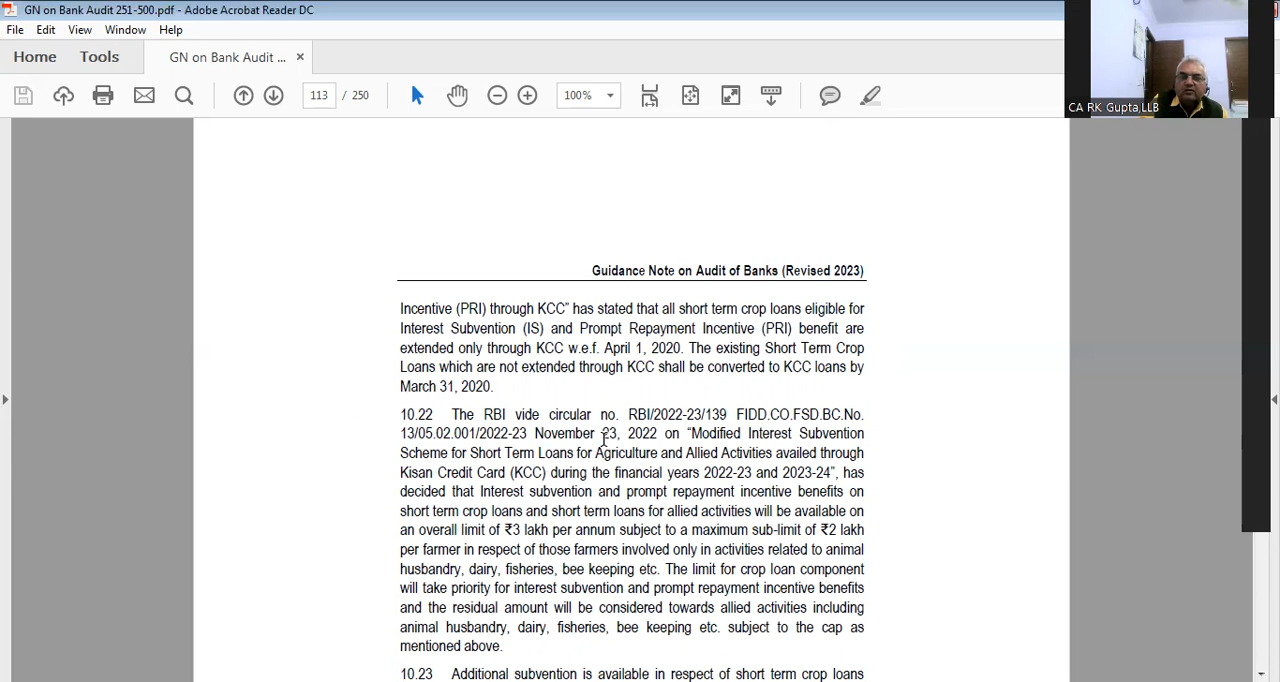 GN on Bank Audit 251-500.pdf - Adobe Acrobat Reader DC
File Edit View Window Help
Home Tools GN on Bank Audit ... ×
113 / 250 100%
CA RK Gupta,LLB
Guidance Note on Audit of Banks (Revised 2023)
Incentive (PRI) through KCC” has stated that all short term crop loans eligible for
Interest Subvention (IS) and Prompt Repayment Incentive (PRI) benefit are
extended only through KCC w.e.f. April 1, 2020. The existing Short Term Crop
Loans which are not extended through KCC shall be converted to KCC loans by
March 31, 2020.
10.22 The RBI vide circular no. RBI/2022-23/139 FIDD.CO.FSD.BC.No.
13/05.02.001/2022-23 November 23, 2022 on “Modified Interest Subvention
Scheme for Short Term Loans for Agriculture and Allied Activities availed through
Kisan Credit Card (KCC) during the financial years 2022-23 and 2023-24”, has
decided that Interest subvention and prompt repayment incentive benefits on
short term crop loans and short term loans for allied activities will be available on
an overall limit of ₹3 lakh per annum subject to a maximum sub-limit of ₹2 lakh
per farmer in respect of those farmers involved only in activities related to animal
husbandry, dairy, fisheries, bee keeping etc. The limit for crop loan component
will take priority for interest subvention and prompt repayment incentive benefits
and the residual amount will be considered towards allied activities including
animal husbandry, dairy, fisheries, bee keeping etc. subject to the cap as
mentioned above.
10.23 Additional subvention is available in respect of short term crop loans